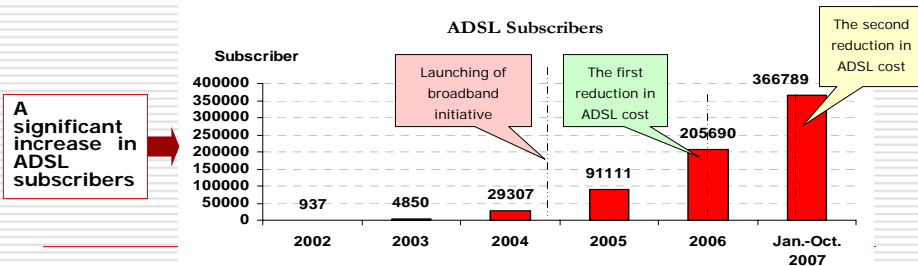 ADSL Subscribers
Subscriber
400000
350000
300000
250000
200000
150000
100000
50000
0
937
4850
29307
91111
205690
366789
2002
2003
2004
2005
2006
Jan.-Oct.
2007
Launching of
broadband
initiative
The first
reduction in
ADSL cost
The second
reduction in
ADSL cost
A
significant
increase in
ADSL
subscribers